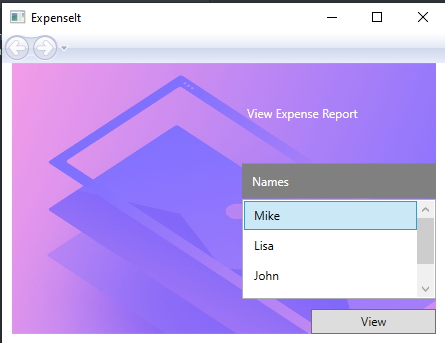 ExpenseIt
View Expense Report
Names
Mike
Lisa
John
View